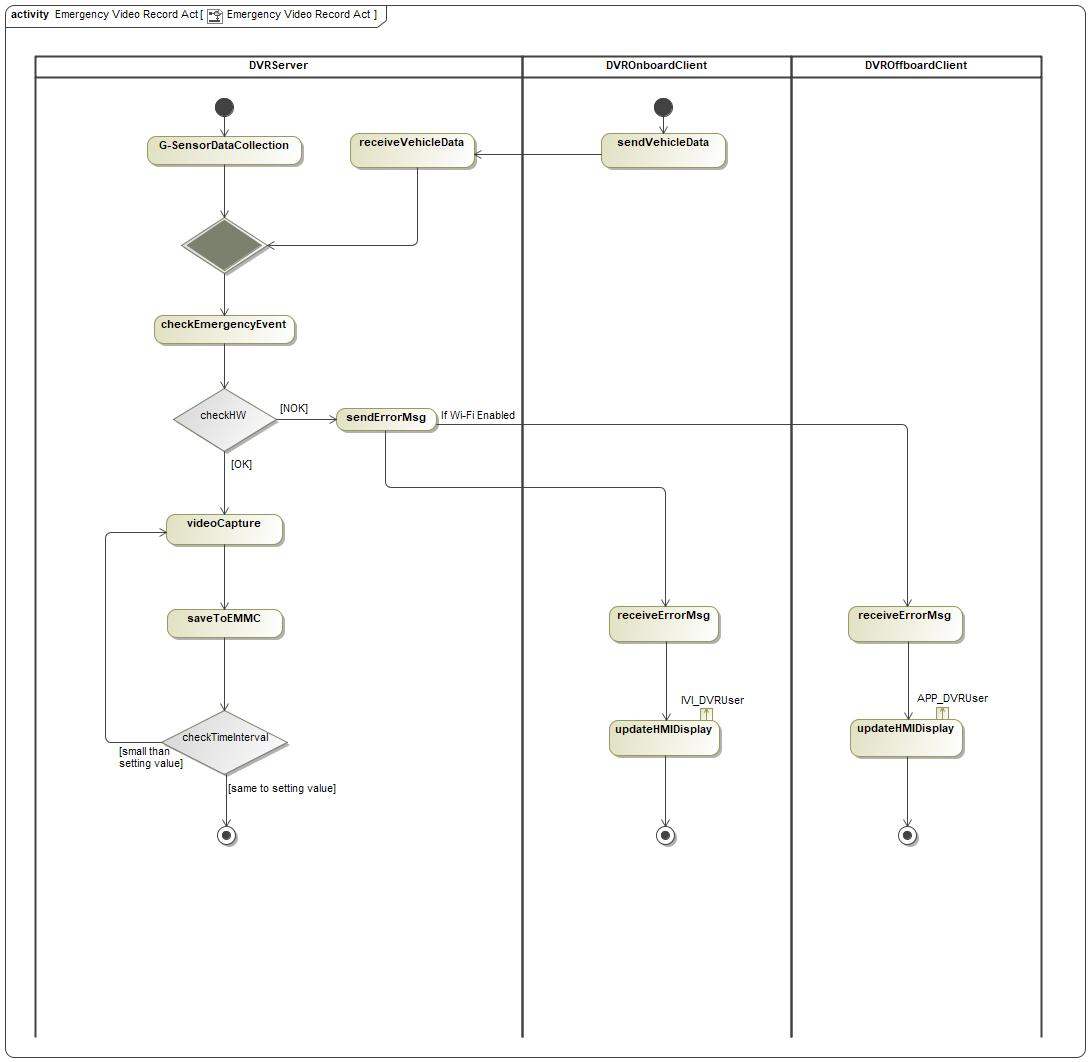 activity Emergency Video Record Act [ Emergency Video Record Act ]
DVRServer
DVROnboardClient
DVROffboardClient
G-SensorDataCollection
receiveVehicleData
sendVehicleData
checkEmergencyEvent
checkHW
[NOK]
sendErrorMsg
If Wi-Fi Enabled
[OK]
videoCapture
saveToEMMC
receiveErrorMsg
receiveErrorMsg
IVI_DVRUser
APP_DVRUser
updateHMIDisplay
updateHMIDisplay
checkTimeInterval
[small than
setting value]
[same to setting value]